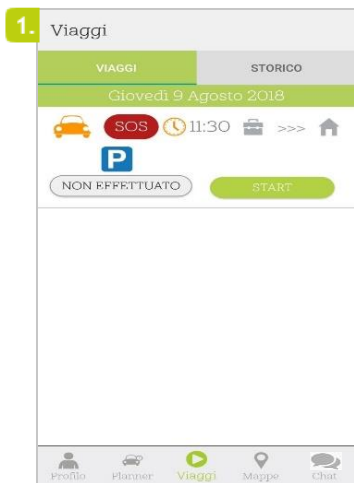 1.
Viaggi
VIAGGI STORICO
Giovedì 9 Agosto 2018
SOS 11:30 >>>
P
NON EFFETTUATO START
Profilo Planner Viaggi Mappe Chat